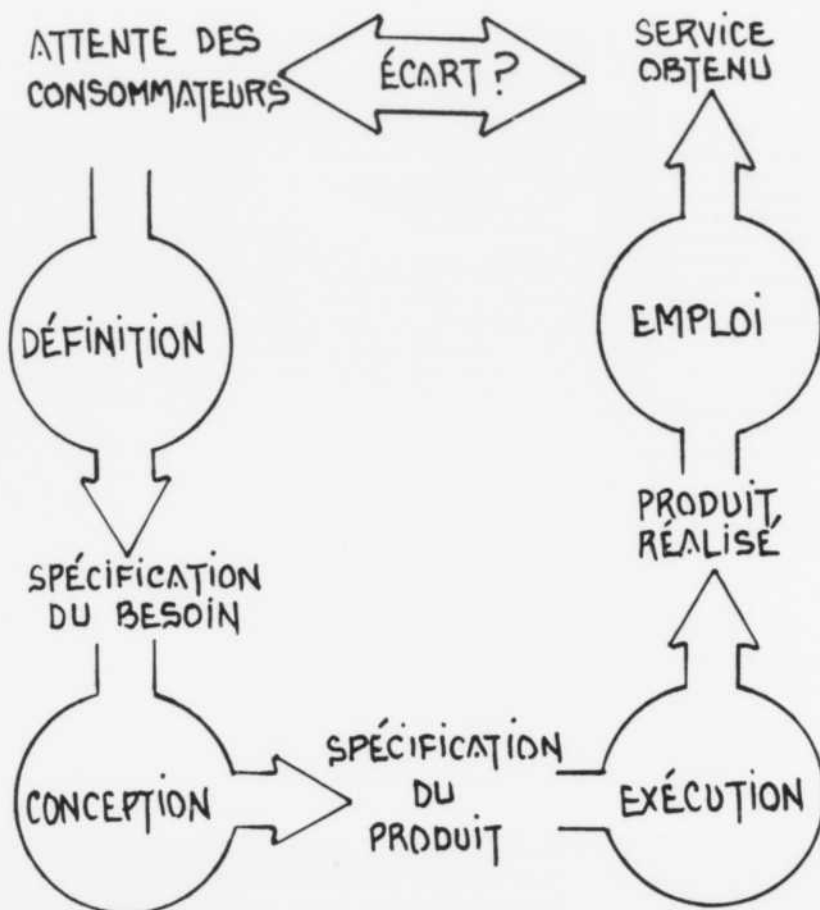 ATTENTE DES
CONSOMMATEURS
ÉCART ?
SERVICE
OBTENU
DÉFINITION
EMPLOI
SPÉCIFICATION
DU BESOIN
PRODUIT
RÉALISÉ
CONCEPTION
SPÉCIFICATION
DU
PRODUIT
EXÉCUTION